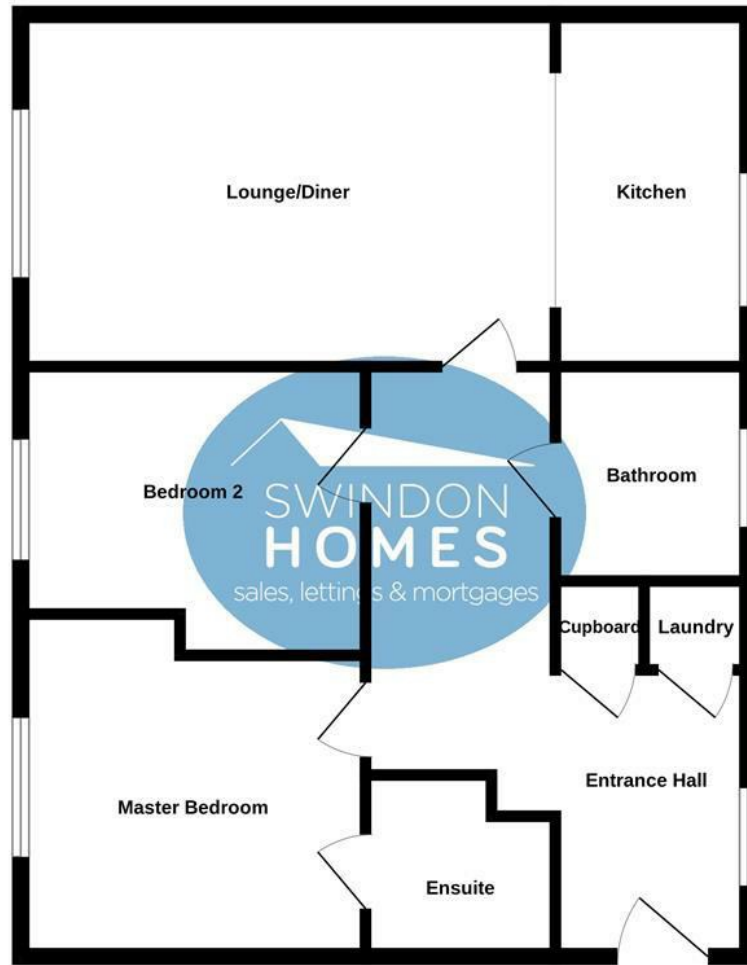 Lounge/Diner
Kitchen
Bedroom 2
Bathroom
SWINDON
HOMES
sales, lettings & mortgages
Cupboard
Laundry
Master Bedroom
Entrance Hall
Ensuite